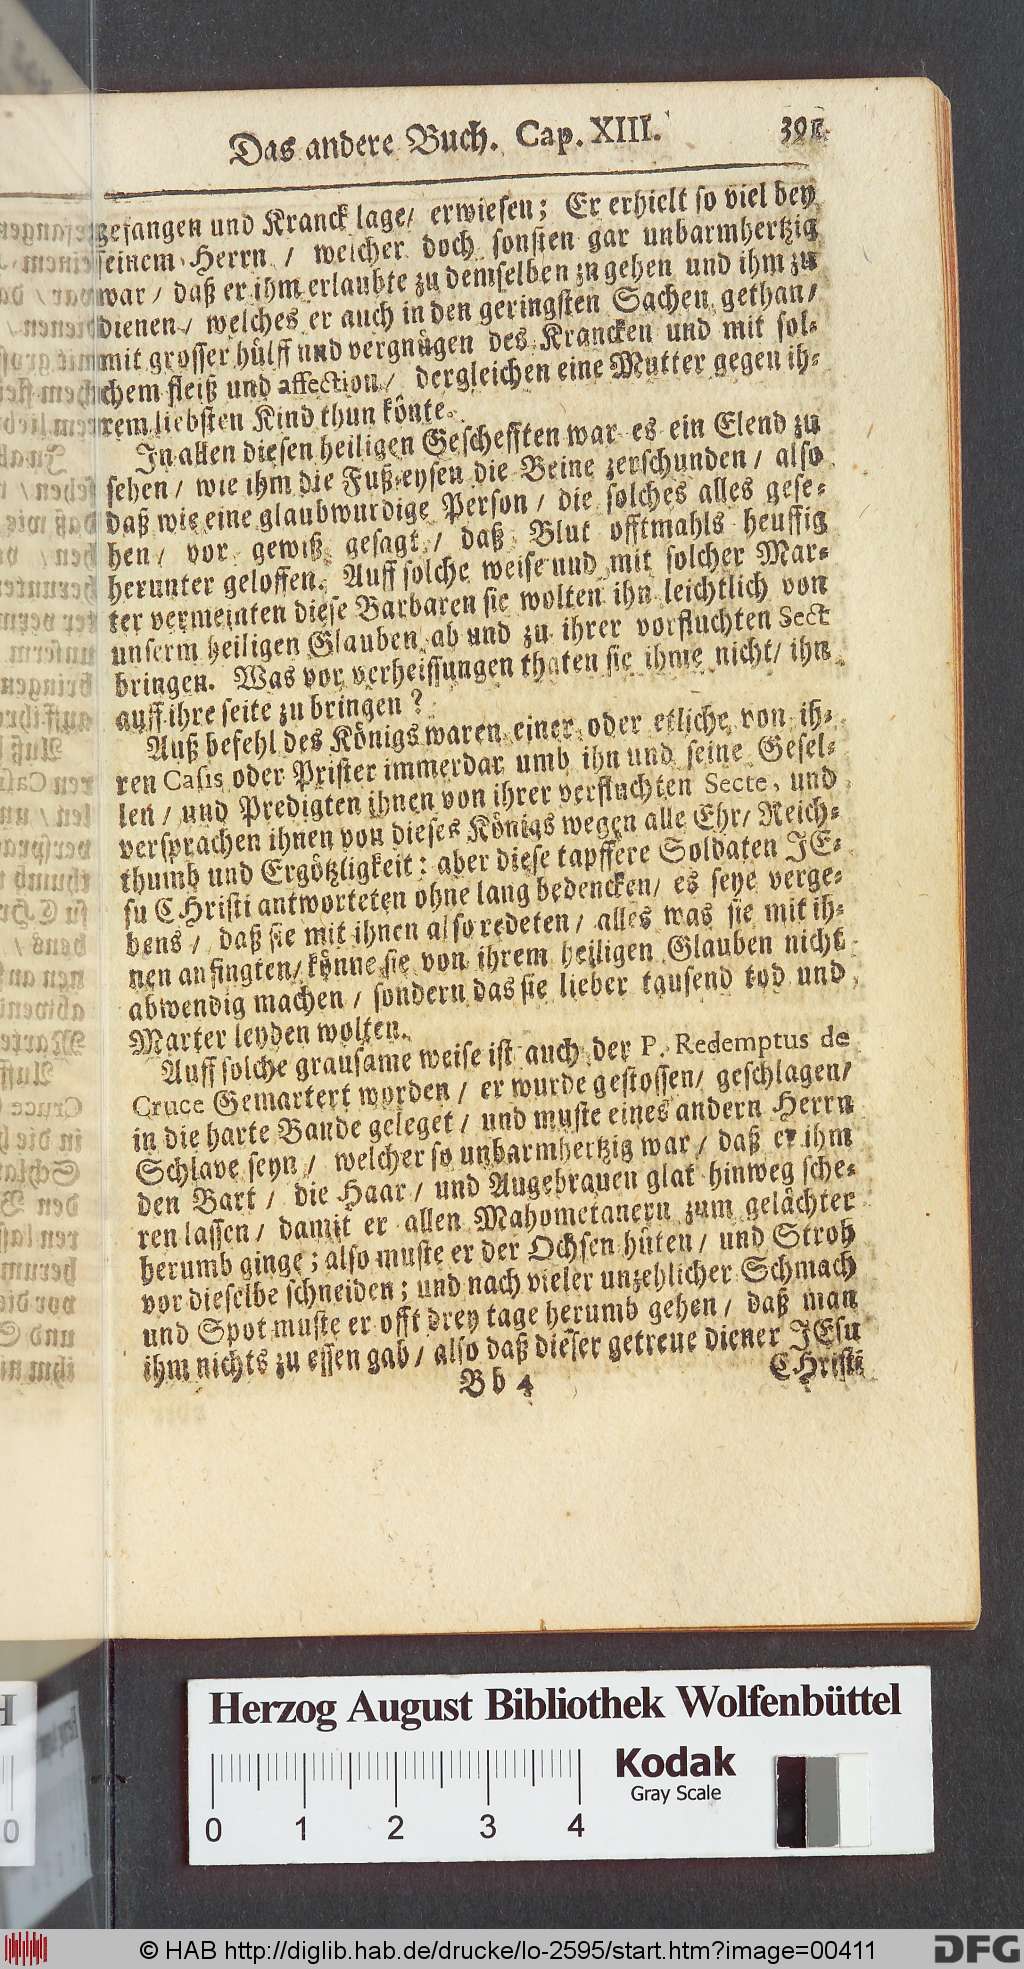 Das andere Buch. Cap. XIII. 391
gefangen und Kranck lage/ erwiesen; Er erhielt so viel bey
seinem Herrn / welcher doch sonsten gar unbarmhertzig
war / daß er ihm erlaubte zu demselben zu gehen und ihm zu
dienen / welches er auch in den geringsten Sachen gethan/
mit grosser hülff und vergnügen des Krancken und mit sol-
chem fleiß und affection / dergleichen eine Mutter gegen ih-
rem liebsten Kind thun könte.
In allen diesen heiligen Geschefften war es ein Elend zu
sehen / wie ihm die Fuß-eysen die Beine zerschunden / also
daß wie eine glaubwurdige Person / die solches alles gese-
hen / vor gewiß gesagt / daß Blut offtmahls heuffig
herunter geloffen. Auff solche weise und mit solcher Mar-
ter vermeinten diese Barbaren sie wolten ihn leichtlich von
unserm heiligen Glauben ab und zu ihrer vorfluchten Sect
bringen. Was vor verheissungen thaten sie ihme nicht/ ihn
auff ihre seite zu bringen ?
Auß befehl des Königs waren einer oder etliche von ih-
ren Casis oder Prister immerdar umb ihn und seine Gesel-
len / und Predigten ihnen von ihrer verfluchten Secte, und
versprachen ihnen von dieses Königs wegen alle Ehr/ Reich-
thumb und Ergötzligkeit: aber diese tapffere Soldaten JE-
su CHristi antworteten ohne lang bedencken/ es seye verge-
bens / daß sie mit ihnen also redeten / alles was sie mit ih-
nen anfingten/ könne sie von ihrem heiligen Glauben nicht
abwendig machen / sondern das sie lieber tausend tod und
Marter leyden wolten.
Auff solche grausame weise ist auch der P. Redemptus de
Cruce Gemartert worden / er wurde gestossen/ geschlagen/
in die harte Bande geleget / und muste eines andern Herrn
Schlave seyn / welcher so unbarmhertzig war / daß er ihm
den Bart / die Haar / und Augebrauen glat hinweg sche-
ren lassen / damit er allen Mahometanern zum gelächter
herumb ginge ; also muste er der Ochsen hüten / und Stroh
vor dieselbe schneiden ; und nach vieler unzehlicher Schmach
und Spot muste er offt drey tage herumb gehen / daß man
ihm nichts zu essen gab / also daß dieser getreue diener JEsu
Bb 4 CHristi
Herzog August Bibliothek Wolfenbüttel
Kodak
Gray Scale
0 1 2 3 4
© HAB http://diglib.hab.de/drucke/lo-2595/start.htm?image=00411
DFG